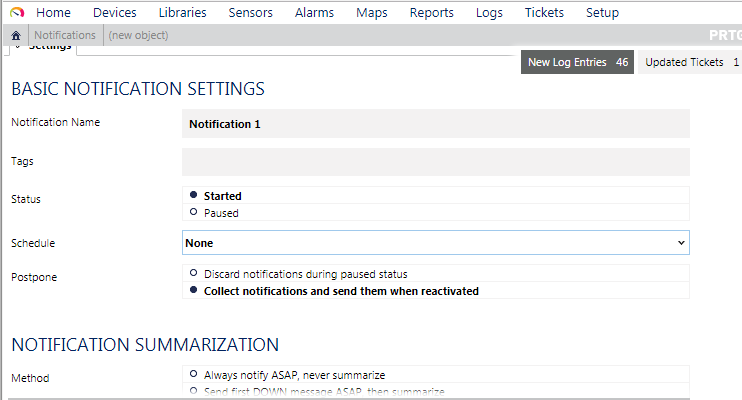 Home Devices Libraries Sensors Alarms Maps Reports Logs Tickets Setup
Notifications (new object) PRTG
Settings
New Log Entries 46 Updated Tickets 1
BASIC NOTIFICATION SETTINGS
Notification Name Notification 1
Tags
Status Started
Paused
Schedule None
Postpone Discard notifications during paused status
Collect notifications and send them when reactivated
NOTIFICATION SUMMARIZATION
Method Always notify ASAP, never summarize
Send first DOWN message ASAP, then summarize